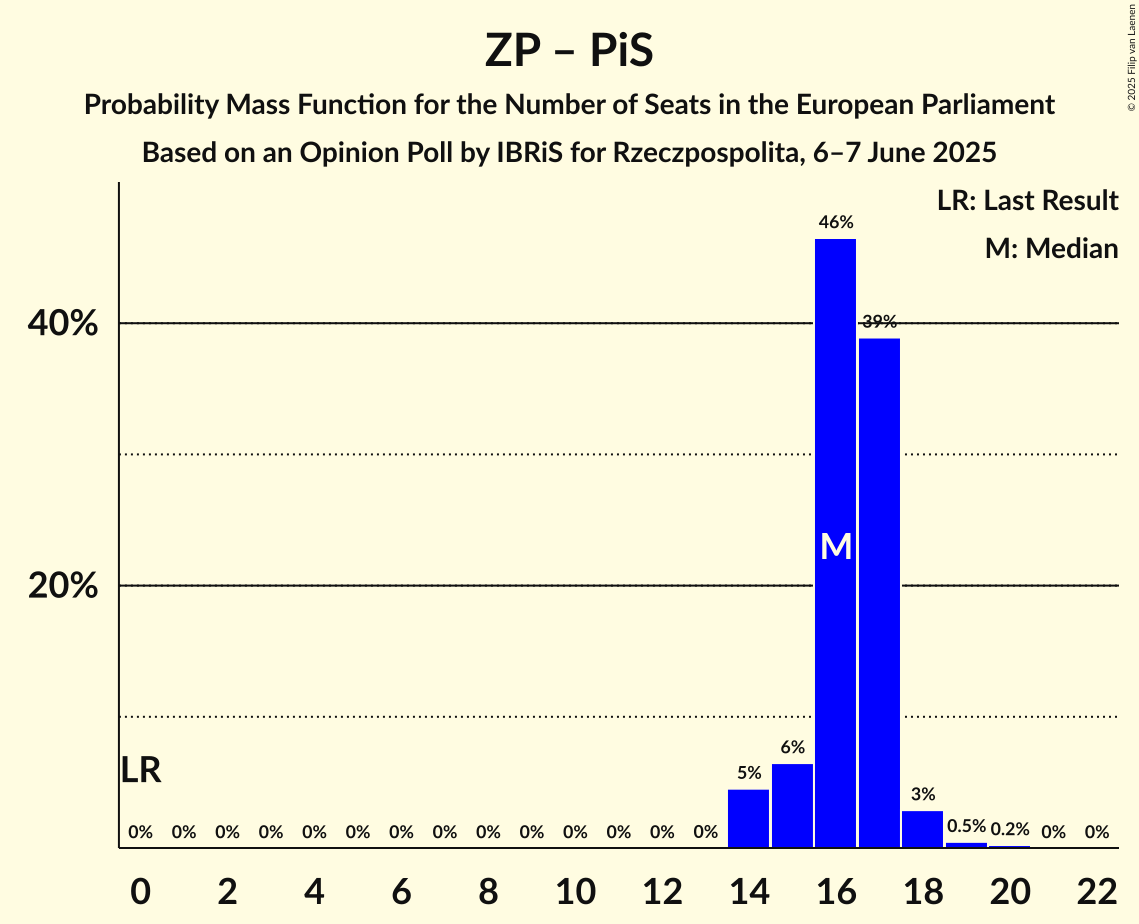 ZP – PiS
Probability Mass Function for the Number of Seats in the European Parliament
Based on an Opinion Poll by IBRiS for Rzeczpospolita, 6–7 June 2025
© 2025 Filip van Laenen
LR: Last Result
M: Median
46%
40%
39%
M
20%
LR
6%
5%
3%
0% 0% 0% 0% 0% 0% 0% 0% 0% 0% 0% 0% 0% 0% 0.5% 0.2% 0% 0%
0 2 4 6 8 10 12 14 16 18 20 22